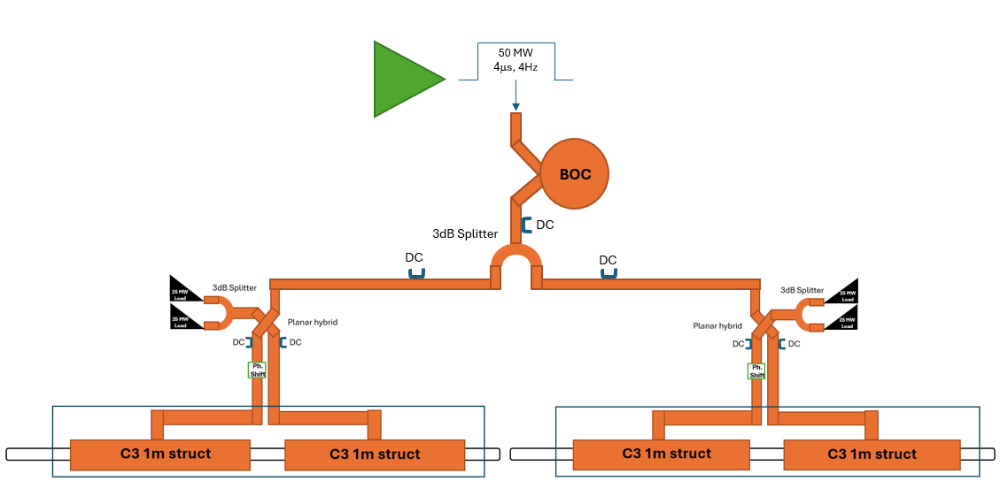 50 MW
4µs, 4Hz
BOC
DC
3dB Splitter
DC
DC
3dB Splitter
25 MW
Load
25 MW
Load
Planar hybrid
DC
DC
Ph.
Shift
3dB Splitter
25 MW
Load
25 MW
Load
Planar hybrid
DC
DC
Ph.
Shift
C3 1m struct
C3 1m struct
C3 1m struct
C3 1m struct